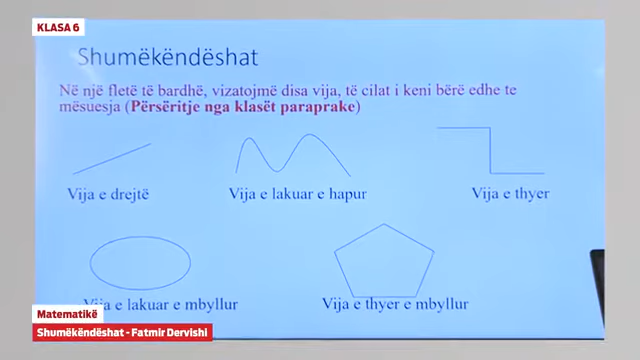 KLASA 6
Shumëkëndëshat
Në një fletë të bardhë, vizatojmë disa vija, të cilat i keni bërë edhe te
mësuesja (Përsëritje nga klasët paraprake)
Vija e drejtë
Vija e lakuar e hapur
Vija e thyer
Vija e lakuar e mbyllur
Vija e thyer e mbyllur
Matematikë
Shumëkëndëshat - Fatmir Dervishi